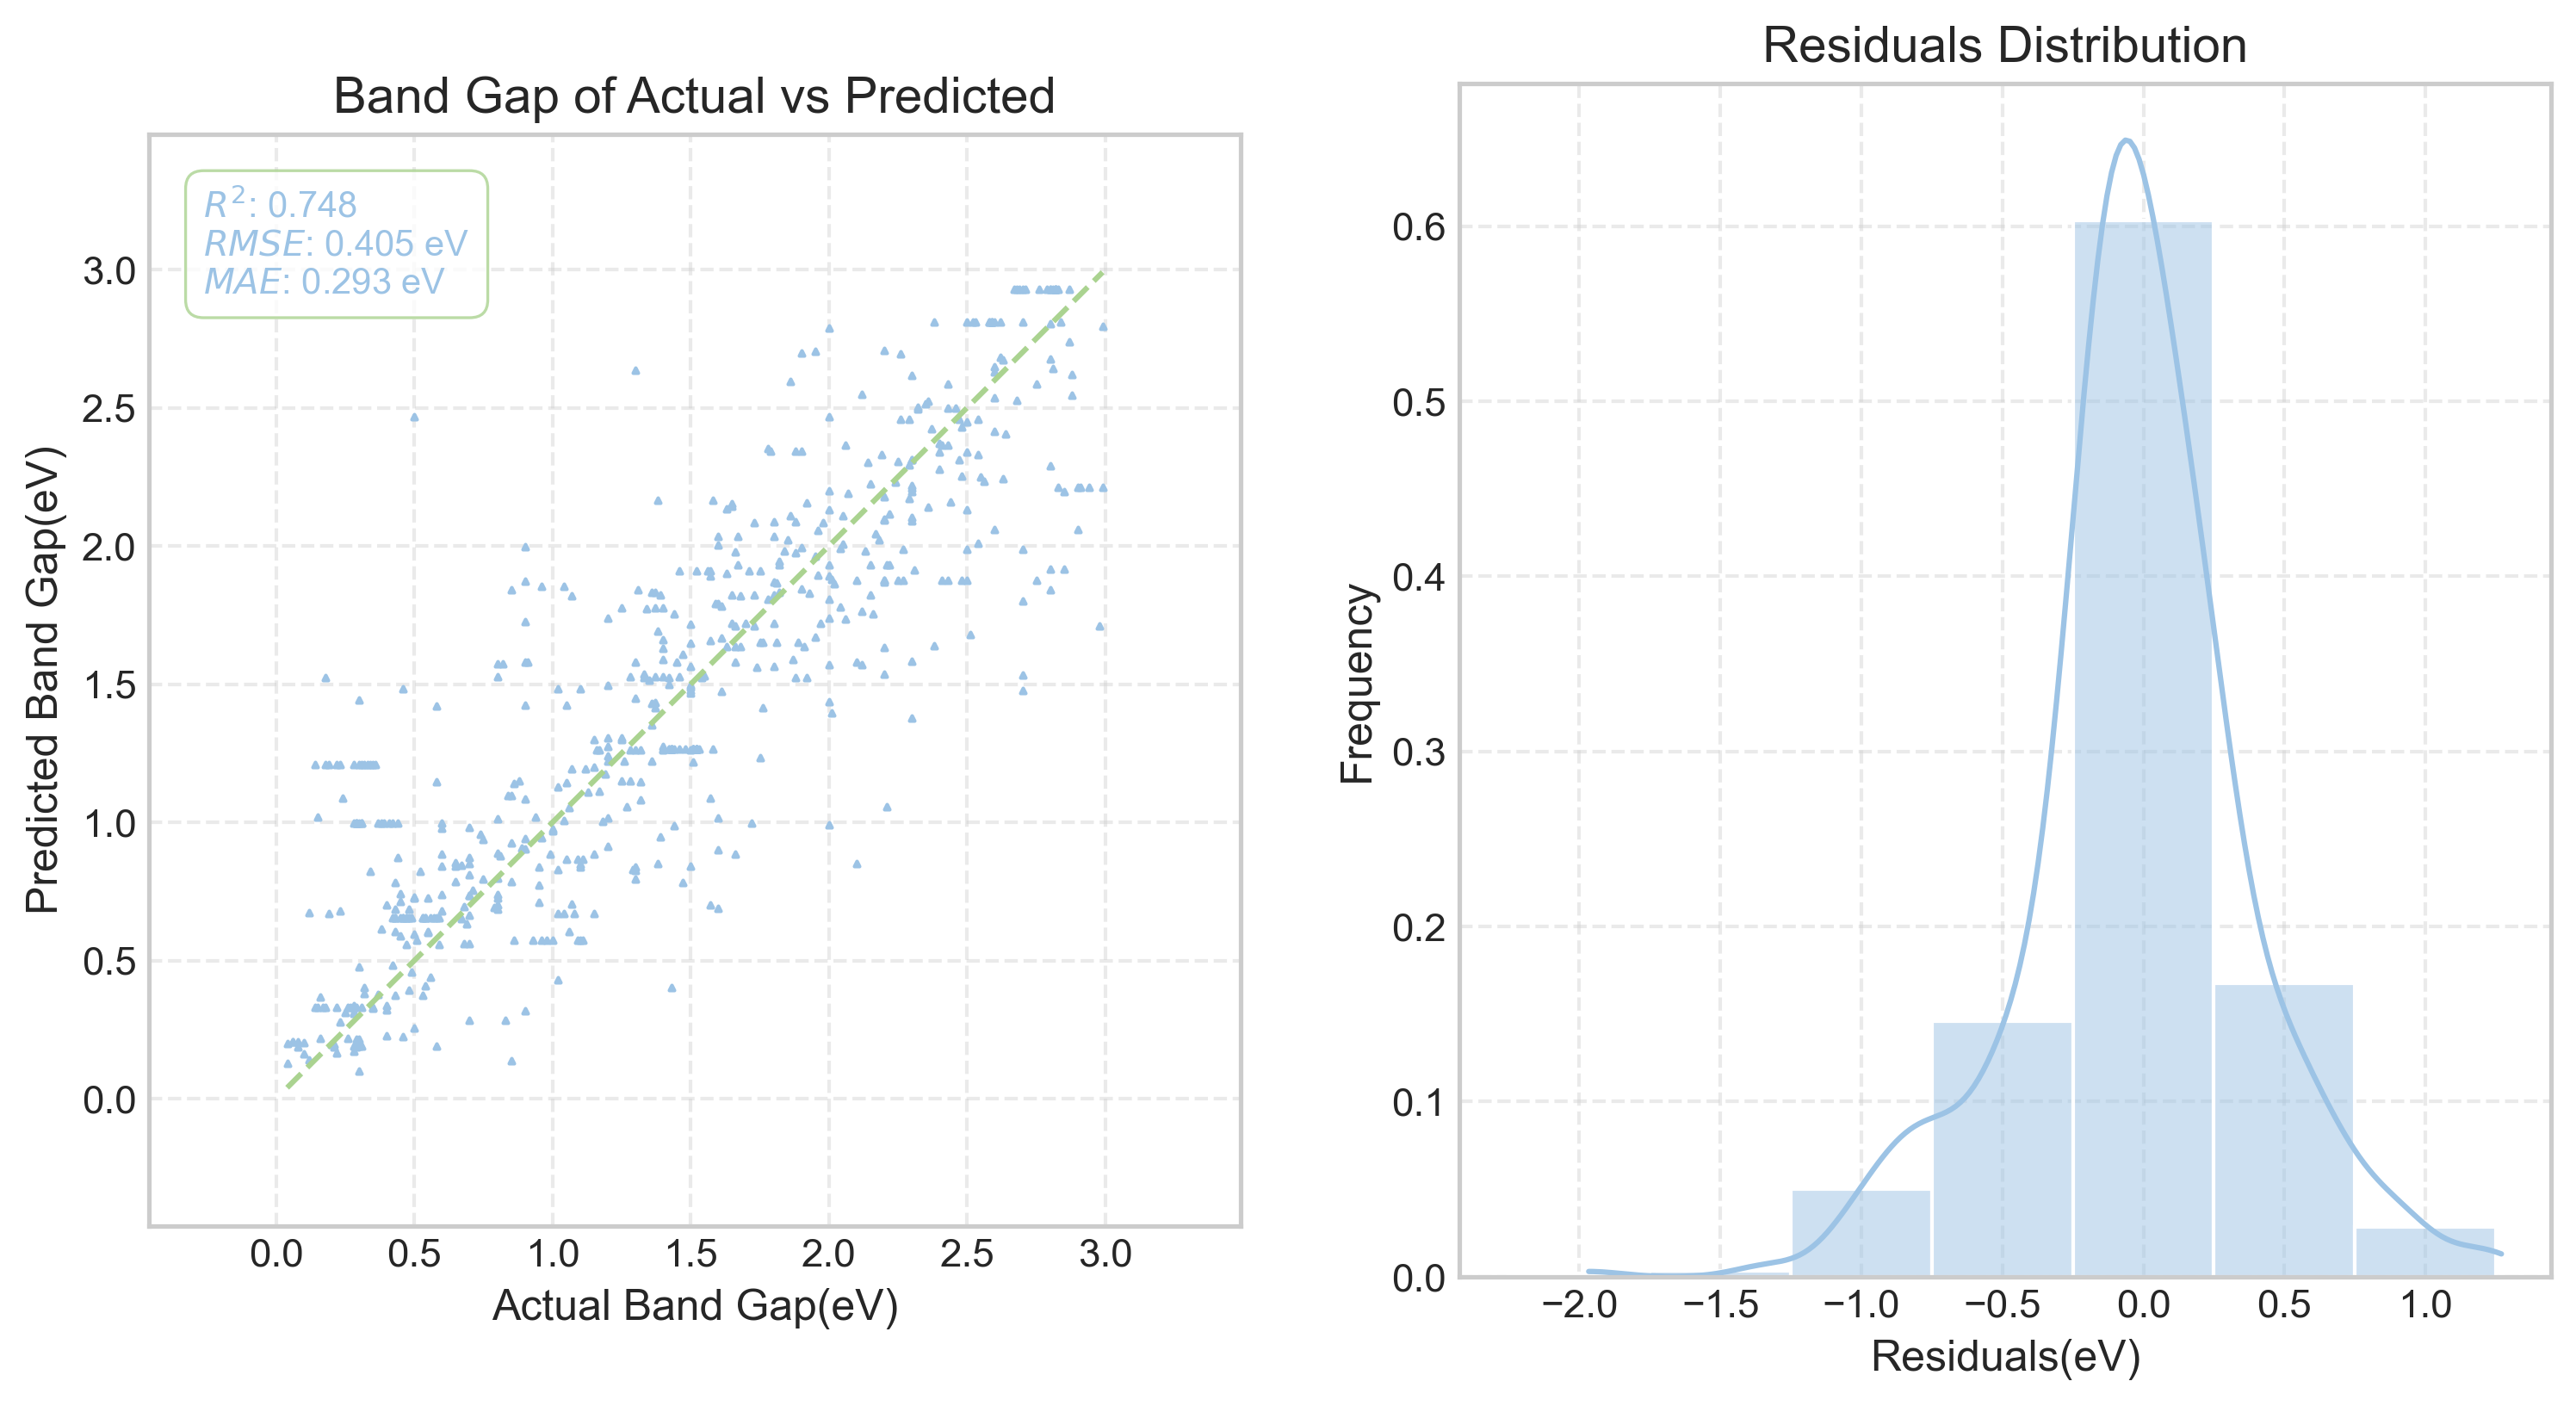 Band Gap of Actual vs Predicted
R²: 0.748
RMSE: 0.405 eV
MAE: 0.293 eV
Predicted Band Gap(eV)
3.0
2.5
2.0
1.5
1.0
0.5
0.0
0.0 0.5 1.0 1.5 2.0 2.5 3.0
Actual Band Gap(eV)
Residuals Distribution
Frequency
0.6
0.5
0.4
0.3
0.2
0.1
0.0
−2.0 −1.5 −1.0 −0.5 0.0 0.5 1.0
Residuals(eV)